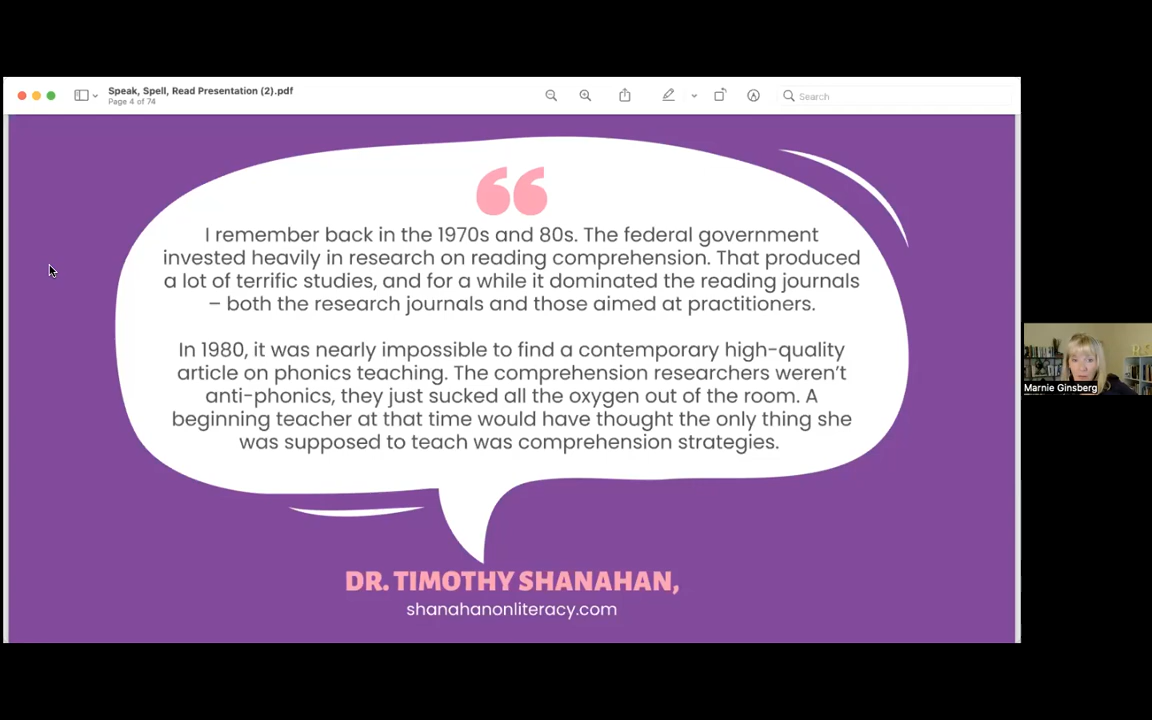 Speak, Spell, Read Presentation (2).pdf
Page 4 of 74
Search
I remember back in the 1970s and 80s. The federal government
invested heavily in research on reading comprehension. That produced
a lot of terrific studies, and for a while it dominated the reading journals
– both the research journals and those aimed at practitioners.
In 1980, it was nearly impossible to find a contemporary high-quality
article on phonics teaching. The comprehension researchers weren't
anti-phonics, they just sucked all the oxygen out of the room. A
beginning teacher at that time would have thought the only thing she
was supposed to teach was comprehension strategies.
DR. TIMOTHY SHANAHAN,
shanahanonliteracy.com
Marnie Ginsberg